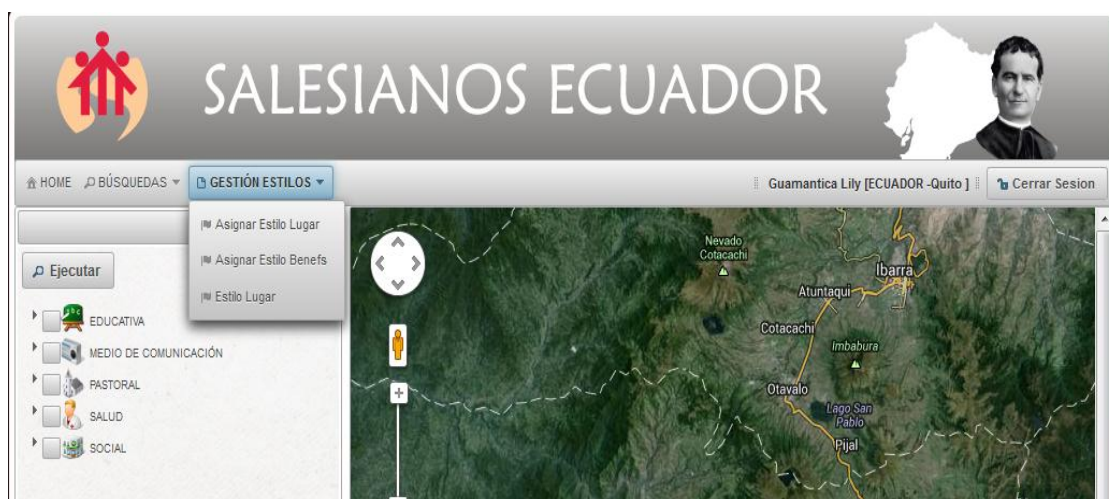 SALESIANOS ECUADOR
HOME BÚSQUEDAS GESTIÓN ESTILOS Guamantica Lily [ECUADOR -Quito ] Cerrar Sesion
Asignar Estilo Lugar
Asignar Estilo Benefs
Estilo Lugar
Ejecutar
EDUCATIVA
MEDIO DE COMUNICACIÓN
PASTORAL
SALUD
SOCIAL
Nevado
Cotacachi
Ibarra
Atuntaqui
Cotacachi
Imbabura
Otavalo
Lago San
Pablo
Pijal